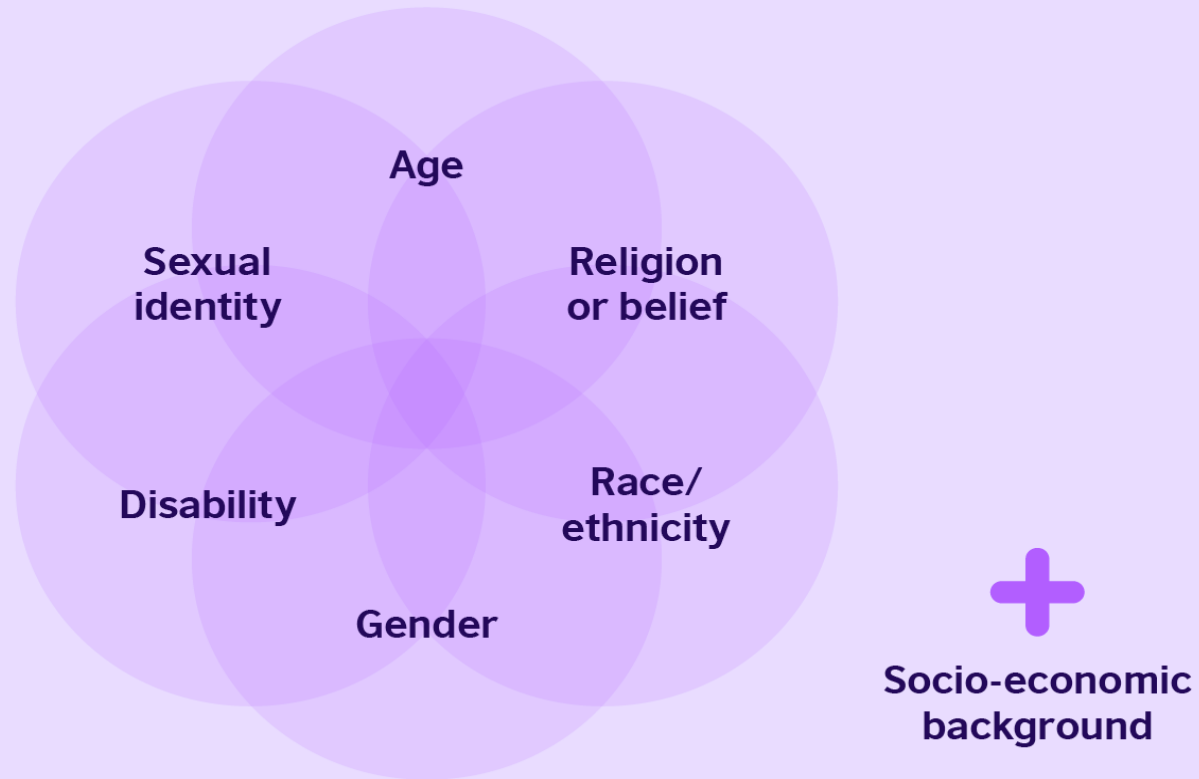 Age
Sexual
identity
Religion
or belief
Disability
Race/
ethnicity
Gender
Socio-economic
background